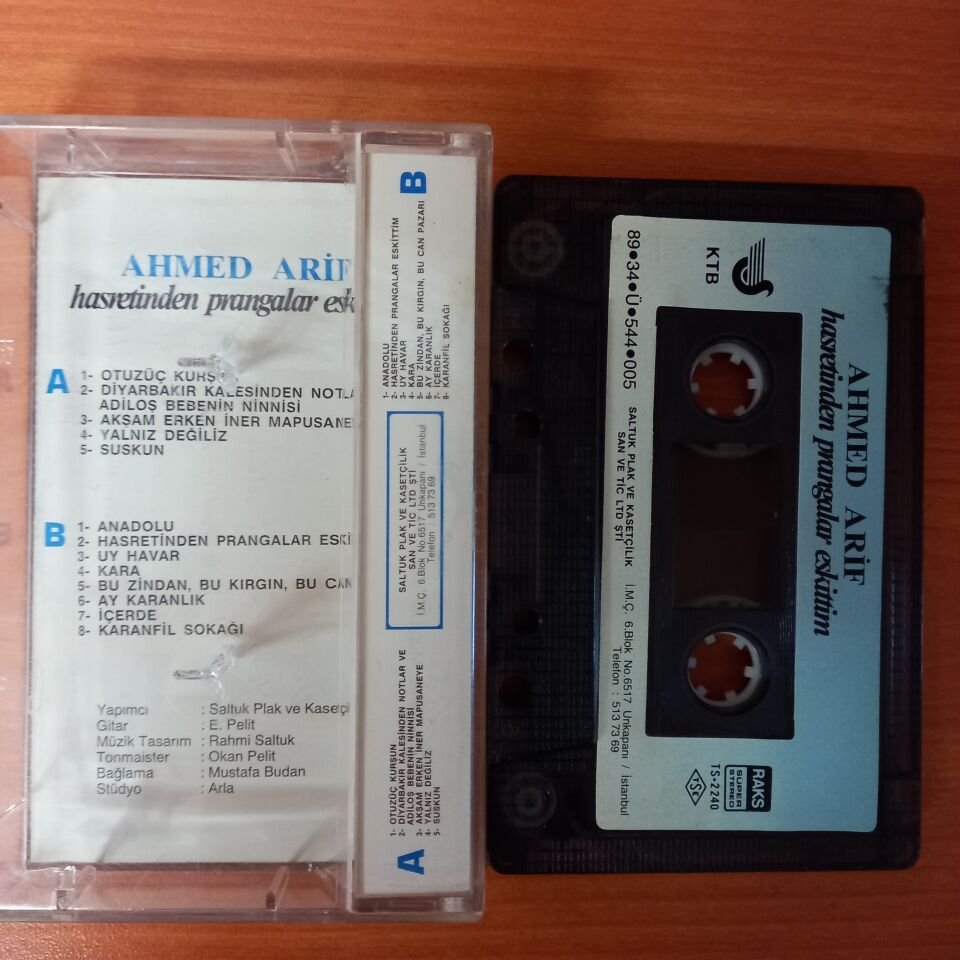 AHMED ARİF
hasretinden prangalar
A
1- OTUZÜÇ
2- DİYARBAKIR KALESİNDEN
ADİLOŞ BEBENİN NİNNİSİ
3- AKŞAM ERKEN İNER
4- YALNIZ DEĞİLİZ
5- SUSKUN
B
1- ANADOLU
2- HASRETİNDEN PRANGALAR
3- UY HAVAR
4- KARA
5- BU ZİNDAN, BU KIRGIN, BU CAN
6- AY KARANLIK
7- İÇERDE
8- KARANFİL SOKAĞI
Yapımcı : Saltuk Plak ve
Gitar : E. Pelit
Müzik Tasarım : Rahmi Saltuk
Tonmaister : Okan Pelit
Bağlama : Mustafa Budan
Stüdyo : Arla
B
1- ANADOLU
2- HASRETİNDEN PRANGALAR ESKİTTİM
3- UY HAVAR
4- KARA
5- BU ZİNDAN, BU KIRGIN, BU CAN PAZARI
6- AY KARANLIK
7- İÇERDE
8- KARANFİL SOKAĞI
SALTUK PLAK VE KASETÇİLİK
SAN VE TİC LTD ŞTİ
İ.M.Ç. 6.Blok No.6517 Unkapanı / İstanbul
Telefon : 513 73 69
A
1- OTUZÜÇ KURŞUN
2- DİYARBAKIR KALESİNDEN NOTLAR VE
ADİLOŞ BEBENİN NİNNİSİ
3- AKŞAM ERKEN İNER MAPUSANEYE
4- YALNIZ DEĞİLİZ
5- SUSKUN
KTB
AHMED ARİF
hasretinden prangalar eskittim
89•34•Ü•544•005
SALTUK PLAK VE KASETÇİLİK
SAN VE TİC LTD ŞTİ
İ.M.Ç. 6.Blok No.6517 Unkapanı / İstanbul
Telefon : 513 73 69
RAKS
SUPER
STEREO
TS•2240
TSE